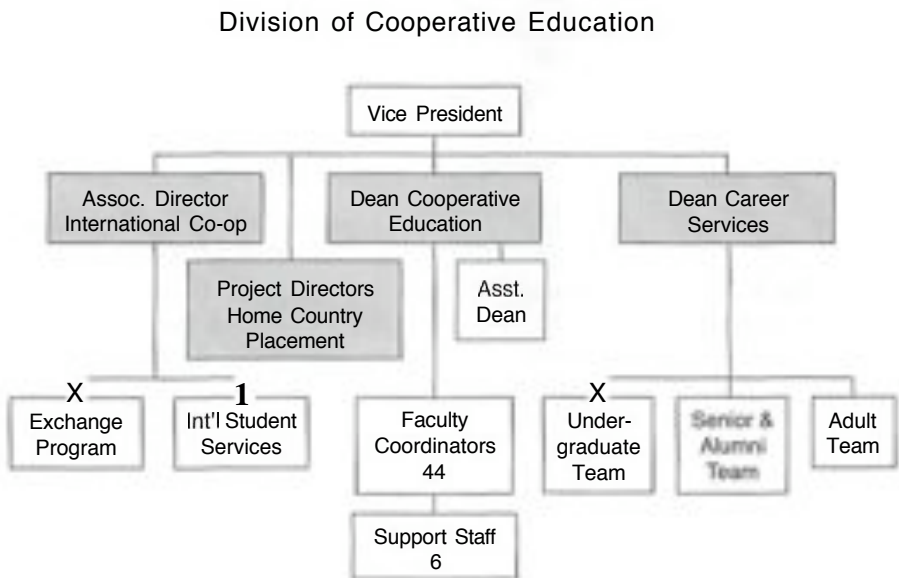 Division of Cooperative Education
Vice President
Assoc. Director
International Co-op
Project Directors
Home Country
Placement
Dean Cooperative
Education
Asst.
Dean
Dean Career
Services
X
Exchange
Program
1
Int'l Student
Services
Faculty
Coordinators
44
Support Staff
6
X
Under-
graduate
Team
Senior &
Alumni
Team
Adult
Team